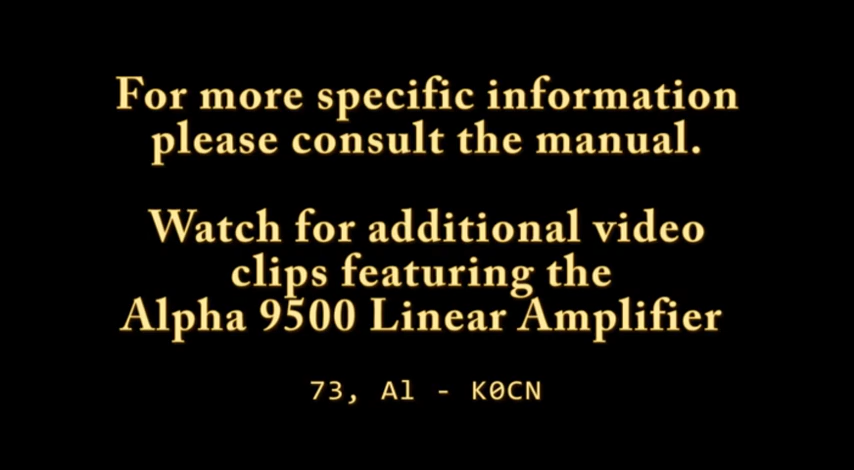 For more specific information
please consult the manual.
Watch for additional video
clips featuring the
Alpha 9500 Linear Amplifier
73, Al - K0CN